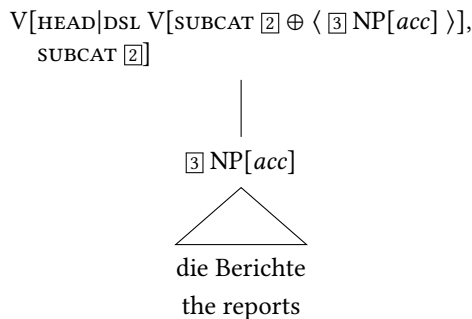 V[HEAD|DSL V[SUBCAT 2 ⊕ ⟨ 3 NP[acc] ⟩],
SUBCAT 2]
3 NP[acc]
die Berichte
the reports